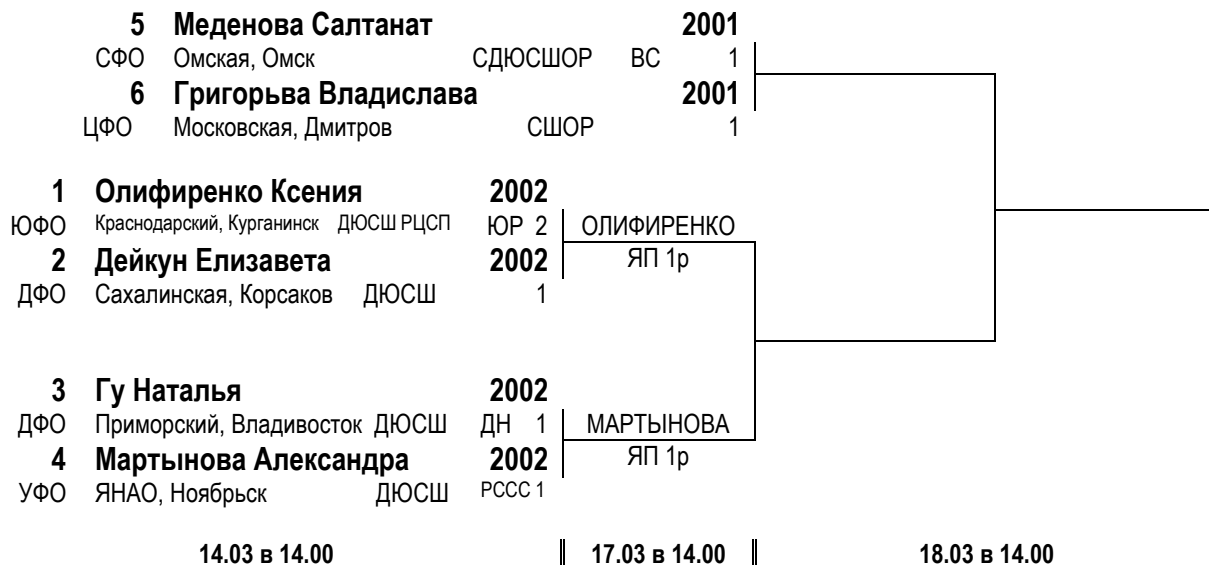 5 Меденова Салтанат 2001
СФО Омская, Омск СДЮСШОР ВС 1
6 Григорьва Владислава 2001
ЦФО Московская, Дмитров СШОР 1
1 Олифиренко Ксения 2002
ЮФО Краснодарский, Курганинск ДЮСШ РЦСП ЮР 2 ОЛИФИРЕНКО
2 Дейкун Елизавета 2002 ЯП 1р
ДФО Сахалинская, Корсаков ДЮСШ 1
3 Гу Наталья 2002
ДФО Приморский, Владивосток ДЮСШ ДН 1 МАРТЫНОВА
4 Мартынова Александра 2002 ЯП 1р
УФО ЯНАО, Ноябрьск ДЮСШ РССС 1
14.03 в 14.00 17.03 в 14.00 18.03 в 14.00